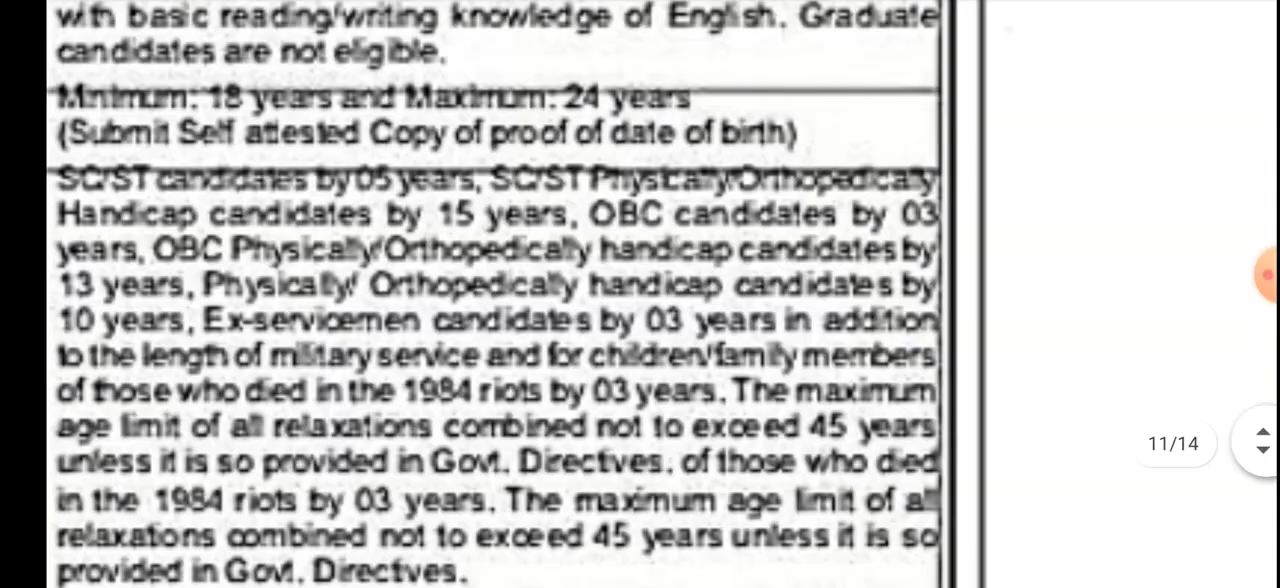 with basic reading/writing knowledge of English. Graduate
candidates are not eligible.
Minimum: 18 years and Maximum: 24 years
(Submit Self attested Copy of proof of date of birth)
SC/ST candidates by 05 years, SC/ST Physically/Orthopedically
Handicap candidates by 15 years, OBC candidates by 03
years, OBC Physically/Orthopedically handicap candidates by
13 years, Physically/ Orthopedically handicap candidates by
10 years, Ex-servicemen candidates by 03 years in addition
to the length of military service and for children/family members
of those who died in the 1984 riots by 03 years. The maximum
age limit of all relaxations combined not to exceed 45 years
unless it is so provided in Govt. Directives. of those who died
in the 1984 riots by 03 years. The maximum age limit of all
relaxations combined not to exceed 45 years unless it is so
provided in Govt. Directives.
11/14